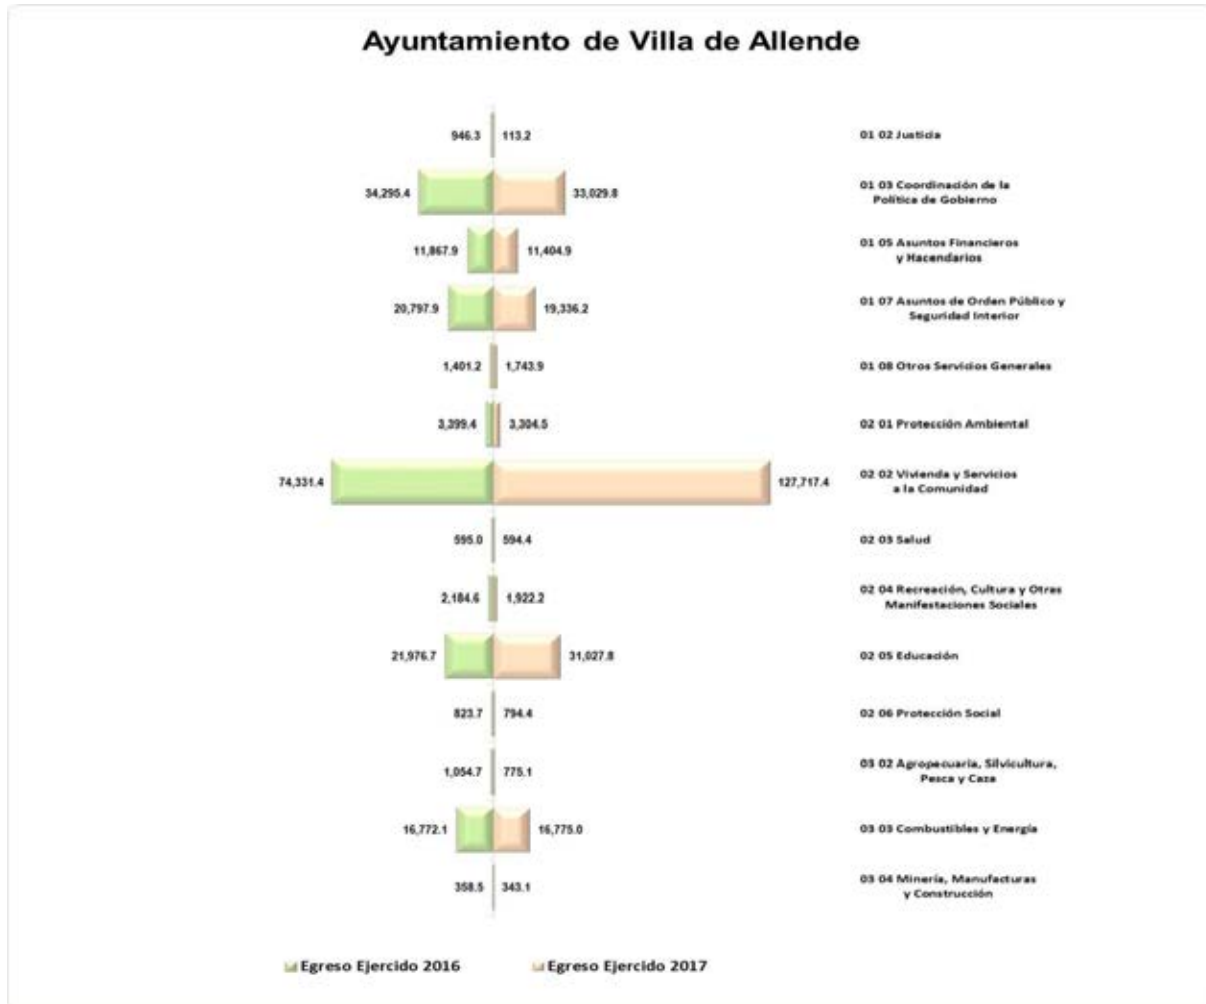 Ayuntamiento de Villa de Allende
946.3 113.2 01 02 Justicia
34,295.4 33,029.8 01 03 Coordinación de la
Política de Gobierno
11,867.9 11,404.9 01 05 Asuntos Financieros
y Hacendarios
20,797.9 19,336.2 01 07 Asuntos de Orden Público y
Seguridad Interior
1,401.2 1,743.9 01 08 Otros Servicios Generales
3,399.4 3,304.5 02 01 Protección Ambiental
74,331.4 127,717.4 02 02 Vivienda y Servicios
a la Comunidad
595.0 594.4 02 03 Salud
2,184.6 1,922.2 02 04 Recreación, Cultura y Otras
Manifestaciones Sociales
21,976.7 31,027.8 02 05 Educación
823.7 794.4 02 06 Protección Social
1,054.7 775.1 03 02 Agropecuaria, Silvicultura,
Pesca y Caza
16,772.1 16,775.0 03 03 Combustibles y Energía
358.5 343.1 03 04 Minería, Manufacturas
y Construcción
Egreso Ejercido 2016 Egreso Ejercido 2017